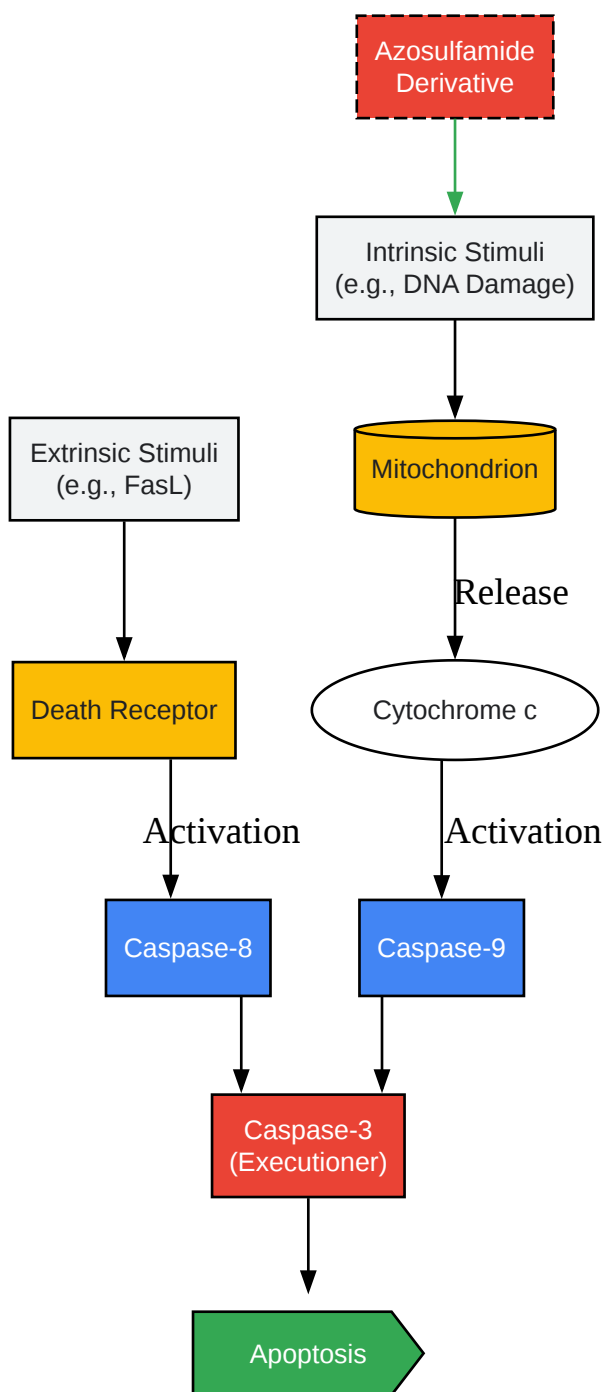 Azosulfamide
Derivative
Intrinsic Stimuli
(e.g., DNA Damage)
Extrinsic Stimuli
(e.g., FasL)
Mitochondrion
Release
Death Receptor
Cytochrome c
Activation
Activation
Caspase-8
Caspase-9
Caspase-3
(Executioner)
Apoptosis